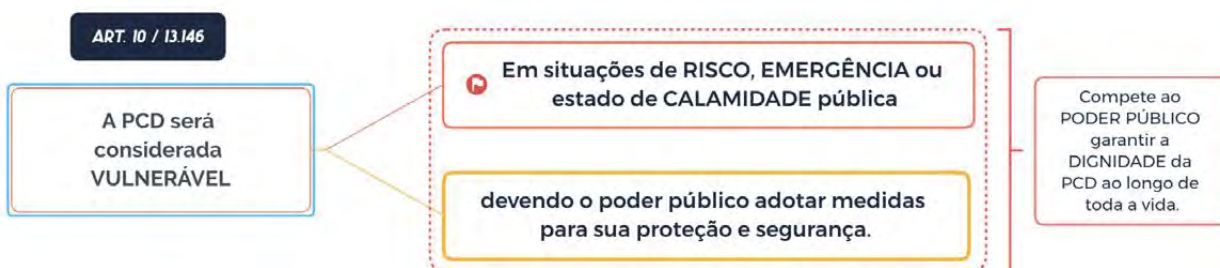 ART. 10 / 13.146
A PCD será
considerada
VULNERÁVEL
Em situações de RISCO, EMERGÊNCIA ou
estado de CALAMIDADE pública
devendo o poder público adotar medidas
para sua proteção e segurança.
Compete ao
PODER PÚBLICO
garantir a
DIGNIDADE da
PCD ao longo de
toda a vida.